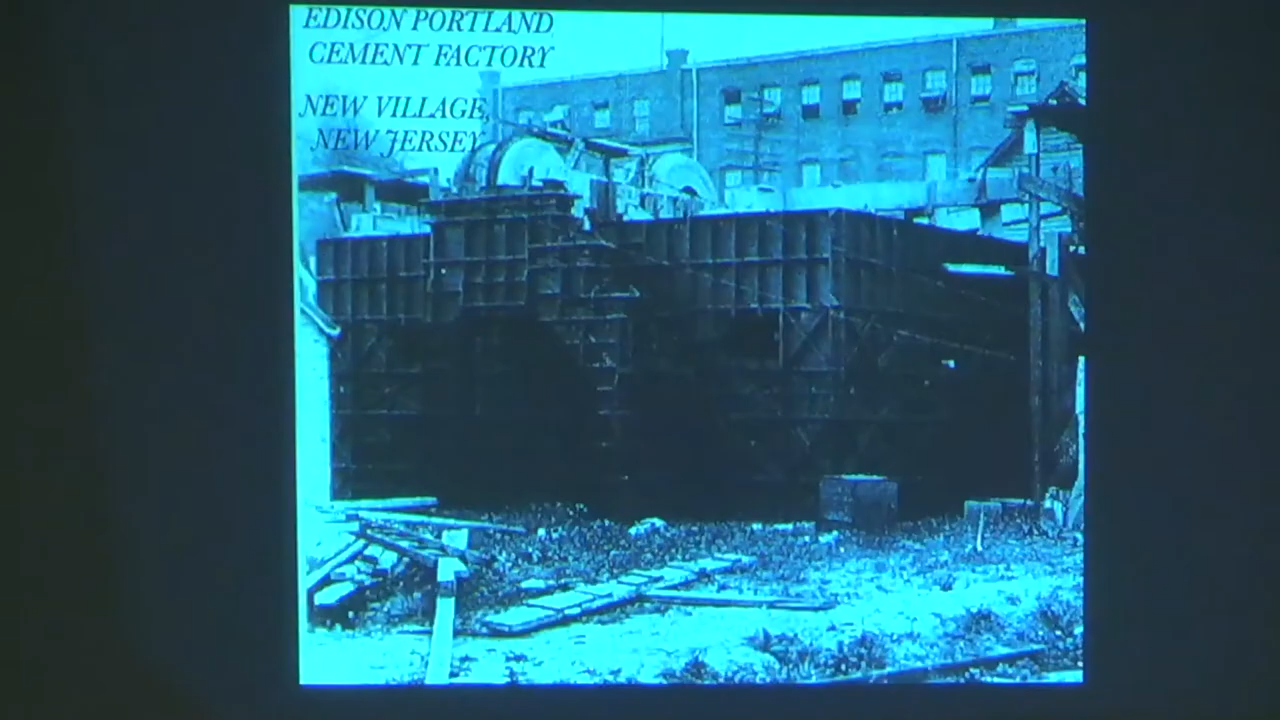 EDISON PORTLAND
CEMENT FACTORY
NEW VILLAGE,
NEW JERSEY